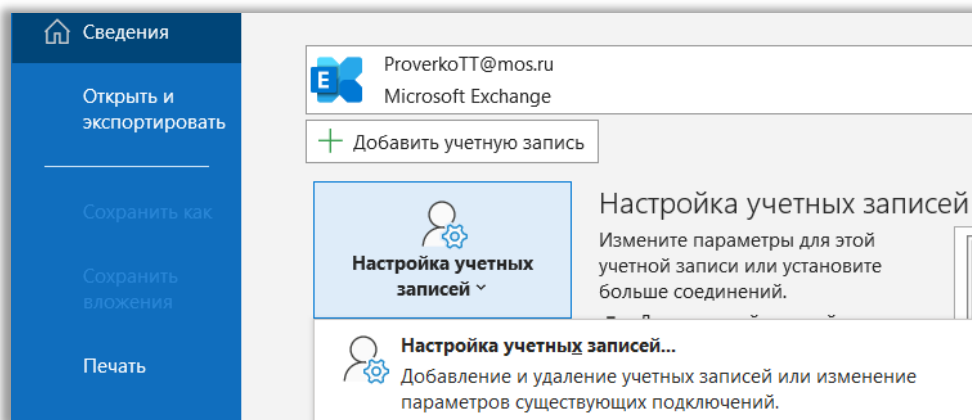 Сведения
Открыть и
экспортировать
Сохранить как
Сохранить
вложения
Печать
ProverkoTT@mos.ru
Microsoft Exchange
Добавить учетную запись
Настройка учетных
записей
Настройка учетных записей
Измените параметры для этой
учетной записи или установите
больше соединений.
Настройка учетных записей...
Добавление и удаление учетных записей или изменение
параметров существующих подключений.